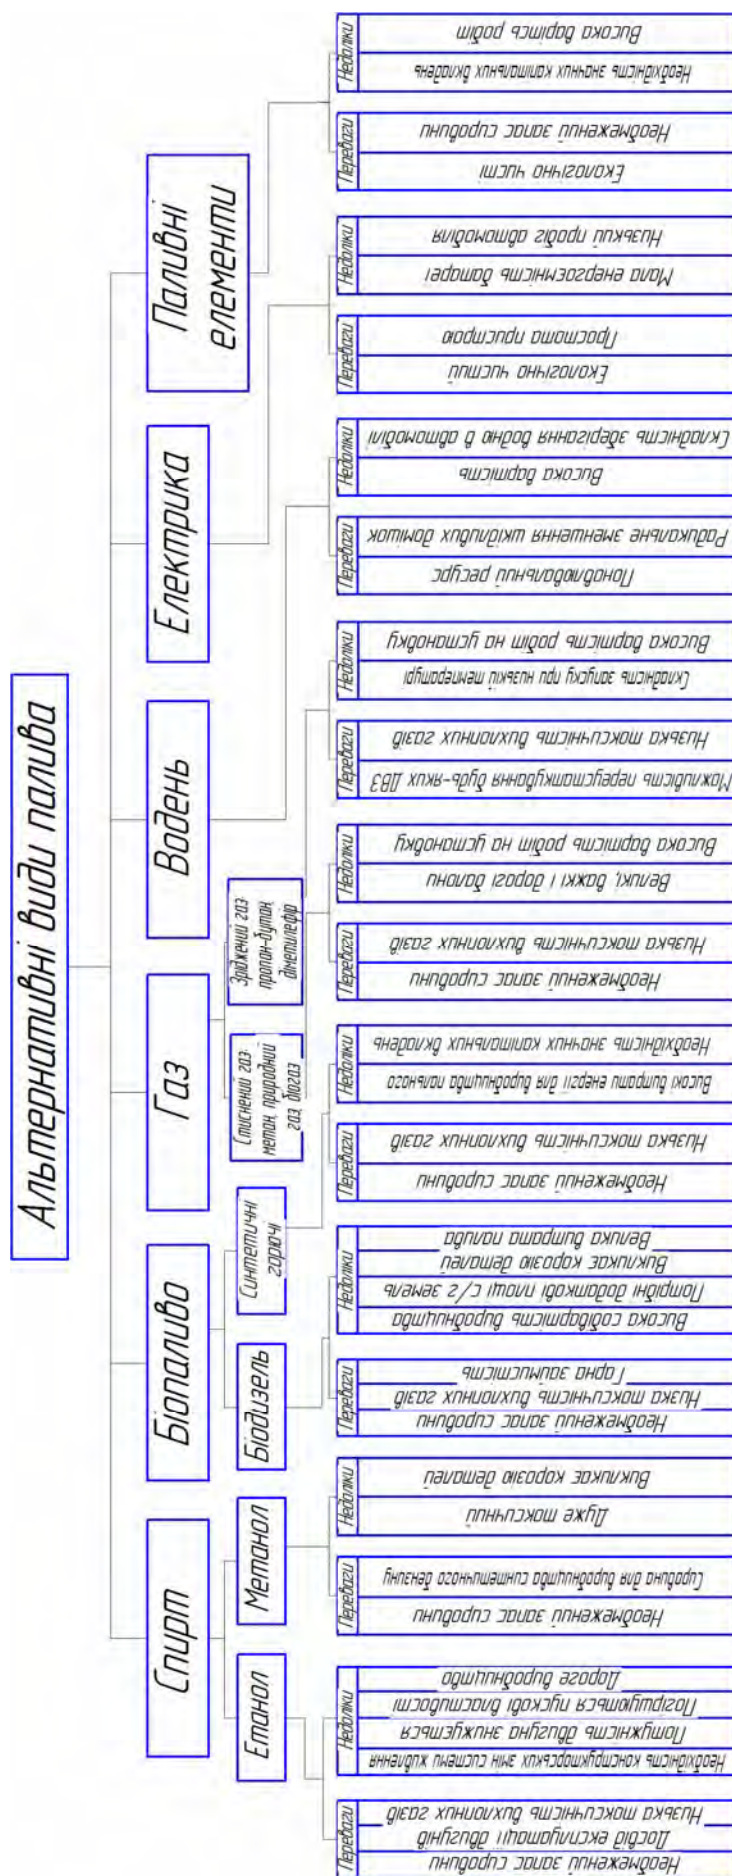 Альтернативні види палива
Спирт
Біопаливо
Газ
Водень
Електрика
Паливні
елементи
Етанол
Метанол
Біодизель
Синтетичні
горючі
Стиснений газ:
метан, природний
газ, біогаз
Зріджений газ:
пропан-бутан,
діметилефір
Переваги
Необмежений запас сировини
Досвід експлуатації двигунів
Низька токсичність вихлопних газів
Недоліки
Необхідність конструкторських змін системи живлення
Потужність двигуна знижується
Погіршуються пускові властивості
Дороге виробництво
Переваги
Необмежений запас сировини
Сировина для виробництва синтетичного бензину
Недоліки
Дуже токсичний
Викликає корозію деталей
Переваги
Необмежений запас сировини
Низка токсичність вихлопних газів
Гарна займистість
Недоліки
Висока собівартість виробництва
Потрібні додаткові площі с/г земель
Викликає корозію деталей
Велика витрата палива
Переваги
Необмежений запас сировини
Низька токсичність вихлопних газів
Недоліки
Високі витрати енергії для виробництва пального
Необхідність значних капітальних вкладень
Переваги
Необмежений запас сировини
Низька токсичність вихлопних газів
Недоліки
Великі, важкі і дорогі балони
Висока вартість робіт на установку
Переваги
Можливість переустаткування будь-яких ДВЗ
Низька токсичність вихлопних газів
Недоліки
Складність запуску при низькій температурі
Висока вартість робіт на установку
Переваги
Поновлювальний ресурс
Радикальне зменшення шкідливих домішок
Недоліки
Висока вартість
Складність зберігання водню в автомобілі
Переваги
Екологічно чистий
Простота пристрою
Недоліки
Мала енергоємність батареї
Низький пробіг автомобіля
Переваги
Екологічно чисті
Необмежений запас сировини
Недоліки
Необхідність значних капітальних вкладень
Висока вартісь робіт